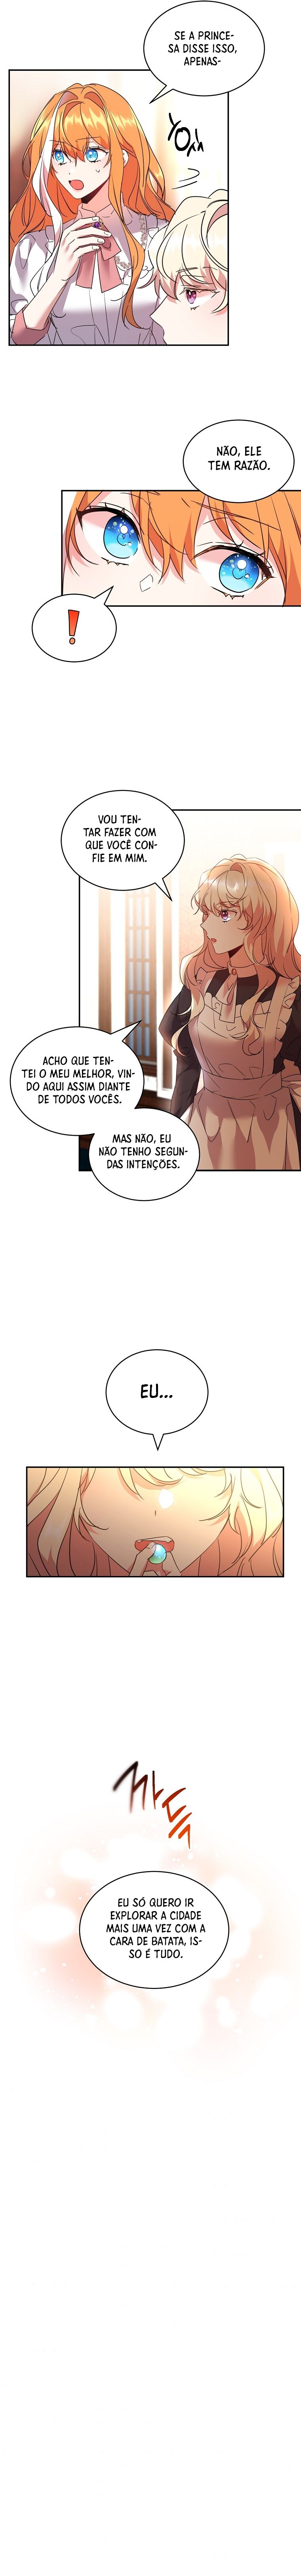 SE A PRINCE-
SA DISSE ISSO,
APENAS-
NÃO, ELE
TEM RAZÃO.
!
VOU TEN-
TAR FAZER COM
QUE VOCÊ CON-
FIE EM MIM.
ACHO QUE TEN-
TEI O MEU MELHOR, VIN-
DO AQUI ASSIM DIANTE
DE TODOS VOCÊS.
MAS NÃO, EU
NÃO TENHO SEGUN-
DAS INTENÇÕES.
EU...
EU SÓ QUERO IR
EXPLORAR A CIDADE
MAIS UMA VEZ COM A
CARA DE BATATA, IS-
SO É TUDO.